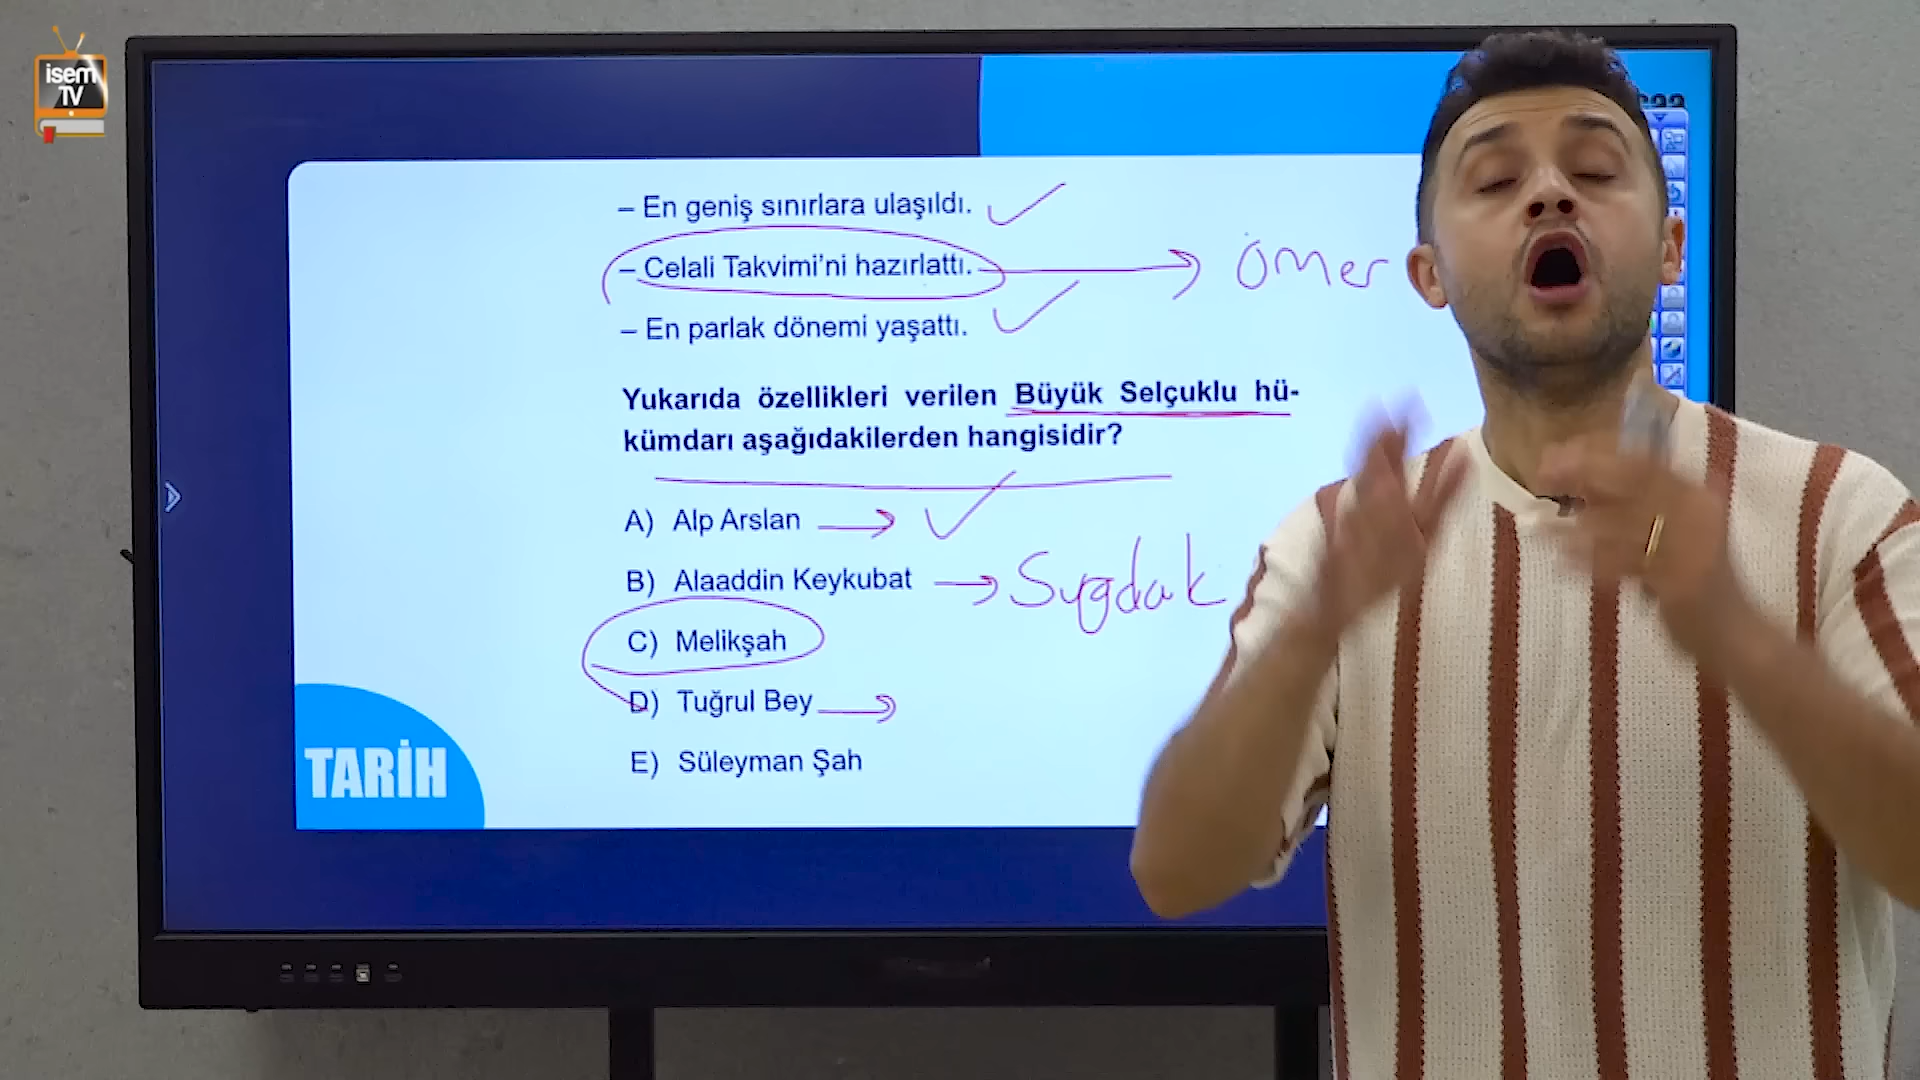 isem
TV
– En geniş sınırlara ulaşıldı.
– Celali Takvimi'ni hazırlattı. Ömer
– En parlak dönemi yaşattı.
Yukarıda özellikleri verilen Büyük Selçuklu hü-
kümdarı aşağıdakilerden hangisidir?
A) Alp Arslan
B) Alaaddin Keykubat Sugdak
C) Melikşah
D) Tuğrul Bey
E) Süleyman Şah
TARİH